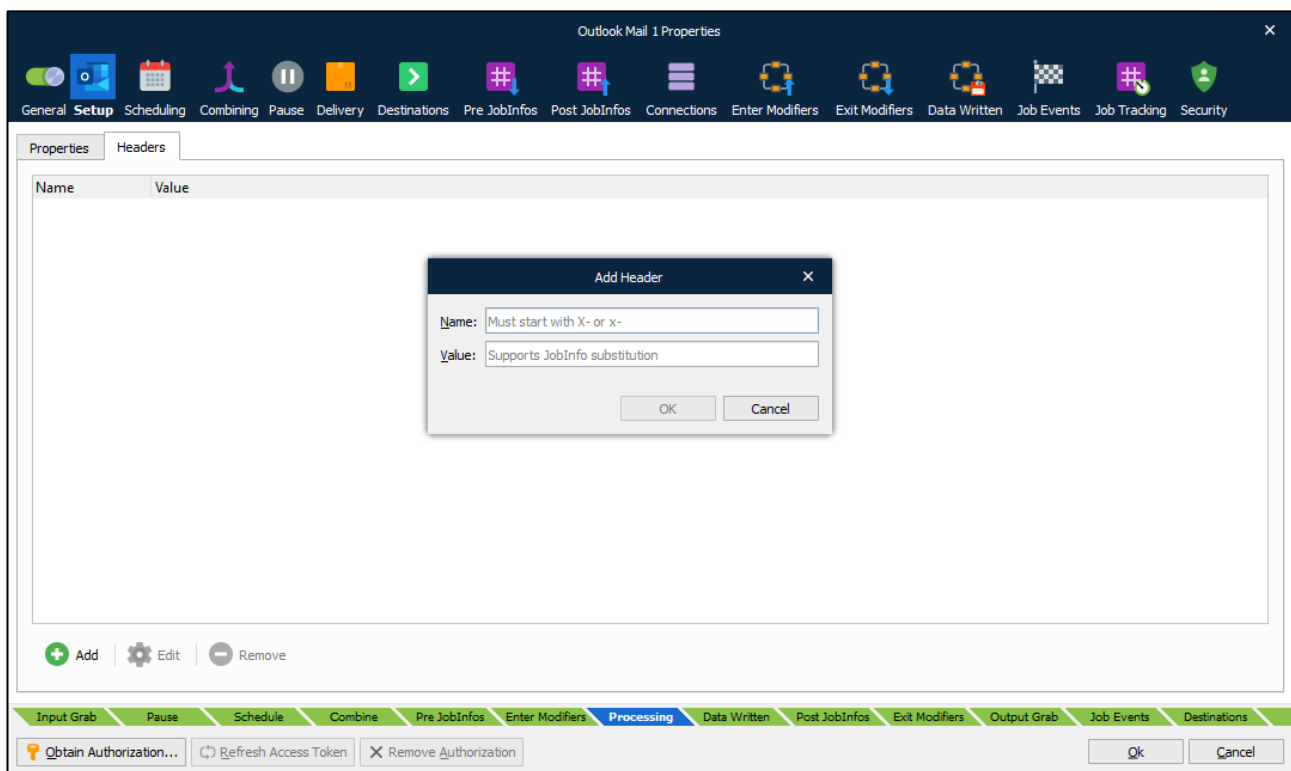 Outlook Mail 1 Properties
General Setup Scheduling Combining Pause Delivery Destinations Pre JobInfos Post JobInfos Connections Enter Modifiers Exit Modifiers Data Written Job Events Job Tracking Security
Properties Headers
Name Value
Add Header
Name: Must start with X- or x-
Value: Supports JobInfo substitution
OK Cancel
Add Edit Remove
Input Grab Pause Schedule Combine Pre JobInfos Enter Modifiers Processing Data Written Post JobInfos Exit Modifiers Output Grab Job Events Destinations
Obtain Authorization... Refresh Access Token Remove Authorization Ok Cancel